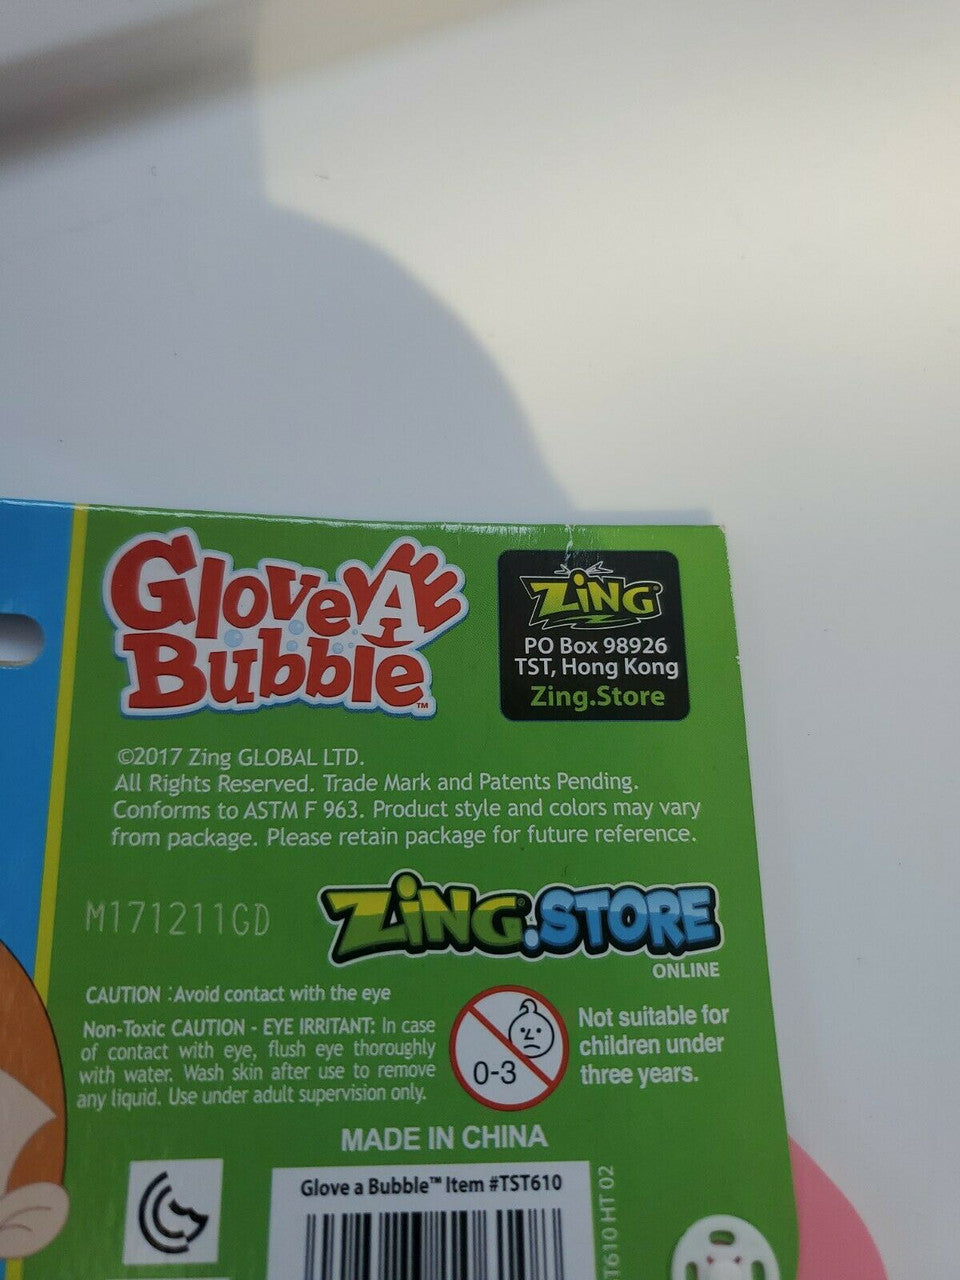 Glove A
Bubble™
ZiNG®
PO Box 98926
TST, Hong Kong
Zing.Store
©2017 Zing GLOBAL LTD.
All Rights Reserved. Trade Mark and Patents Pending.
Conforms to ASTM F 963. Product style and colors may vary
from package. Please retain package for future reference.
M171211GD
ZiNG®.STORE
ONLINE
CAUTION :Avoid contact with the eye
Non-Toxic CAUTION - EYE IRRITANT: In case
of contact with eye, flush eye thoroughly
with water. Wash skin after use to remove
any liquid. Use under adult supervision only.
0-3
Not suitable for
children under
three years.
MADE IN CHINA
Glove a Bubble™ Item #TST610
T610 HT 02